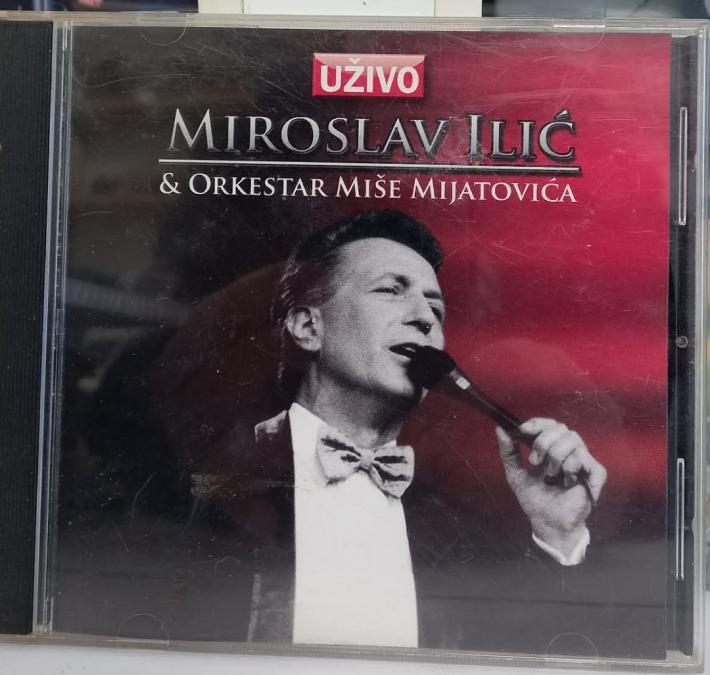 UŽIVO
MIROSLAV ILIĆ
& ORKESTAR MIŠE MIJATOVIĆA